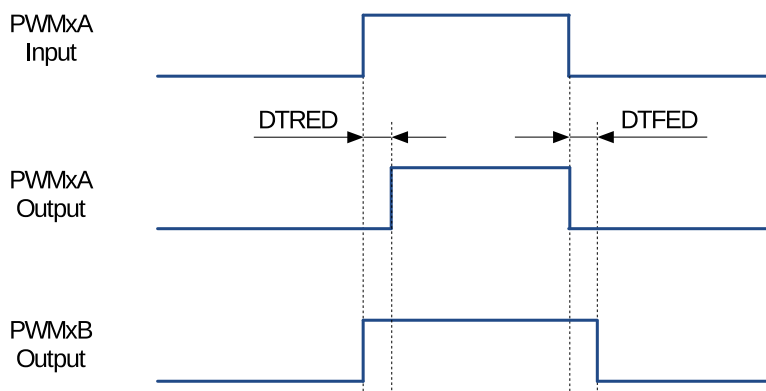 PWMxA
Input
DTRED
DTFED
PWMxA
Output
PWMxB
Output